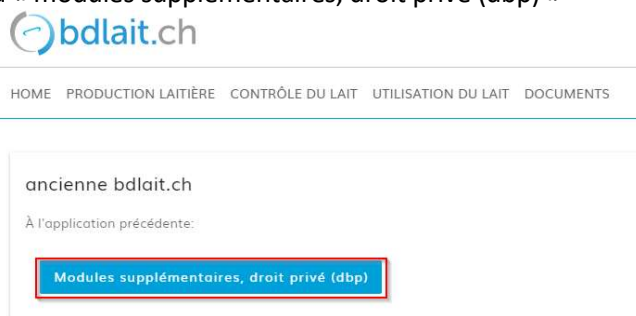 « Modules supplémentaires, droit privé (dbp) »
bdlait.ch
HOME PRODUCTION LAITIÈRE CONTRÔLE DU LAIT UTILISATION DU LAIT DOCUMENTS
ancienne bdlait.ch
À l'application précédente:
Modules supplémentaires, droit privé (dbp)